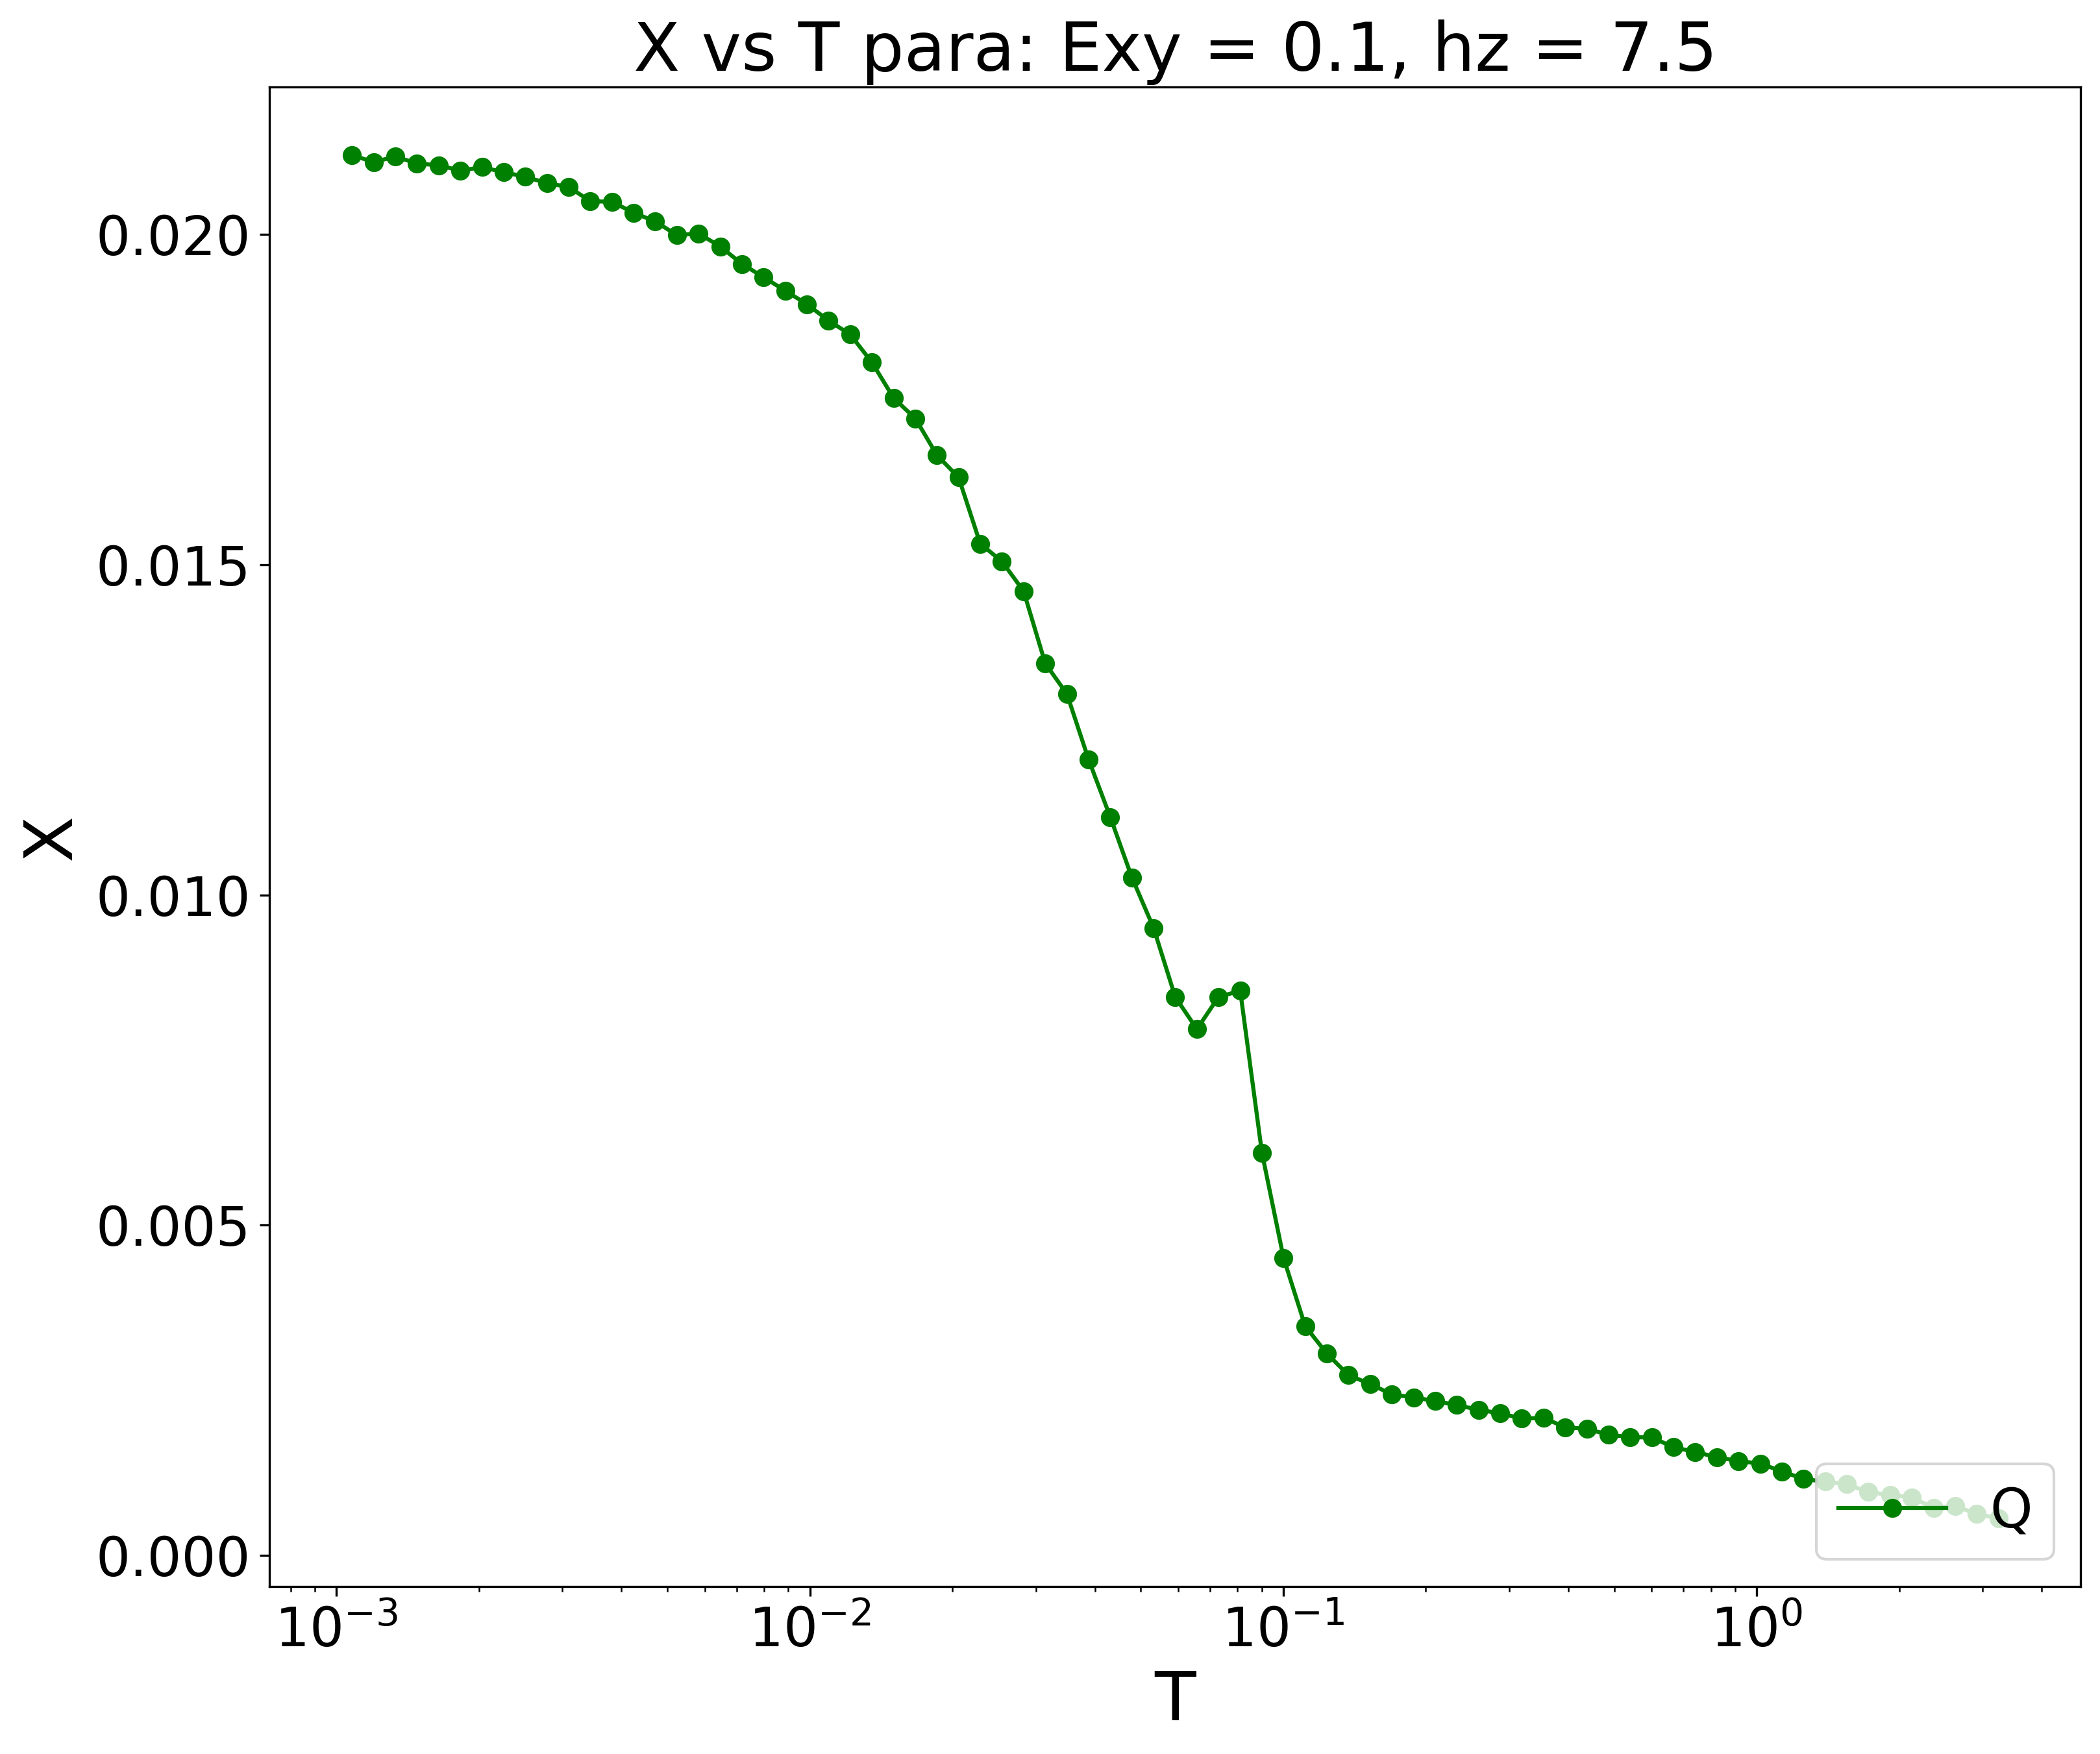 X vs T para: Exy = 0.1, hz = 7.5
X
0.020
0.015
0.010
0.005
0.000
10⁻³ 10⁻² 10⁻¹ 10⁰
T
Q